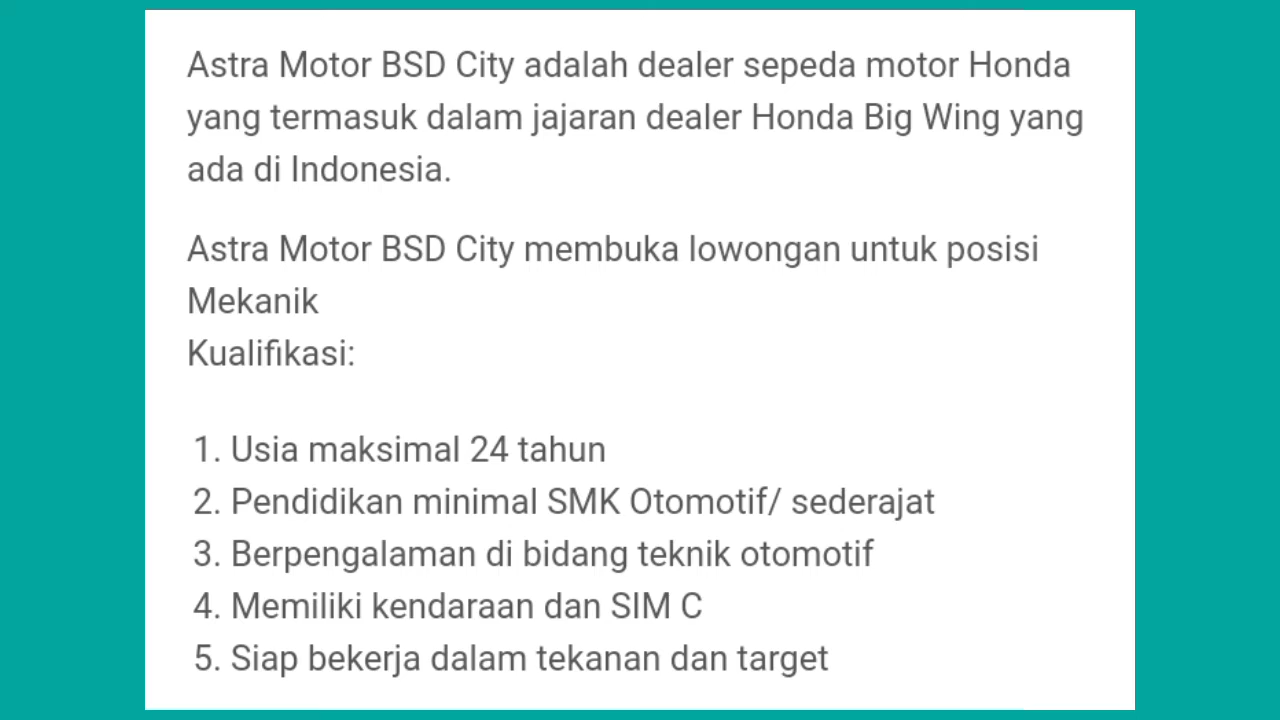 Astra Motor BSD City adalah dealer sepeda motor Honda
yang termasuk dalam jajaran dealer Honda Big Wing yang
ada di Indonesia.
Astra Motor BSD City membuka lowongan untuk posisi
Mekanik
Kualifikasi:
1. Usia maksimal 24 tahun
2. Pendidikan minimal SMK Otomotif/ sederajat
3. Berpengalaman di bidang teknik otomotif
4. Memiliki kendaraan dan SIM C
5. Siap bekerja dalam tekanan dan target